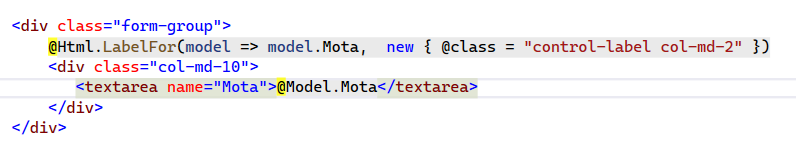 <div class="form-group">
@Html.LabelFor(model => model.Mota,  new { @class = "control-label col-md-2" })
<div class="col-md-10">
<textarea name="Mota">@Model.Mota</textarea>
</div>
</div>